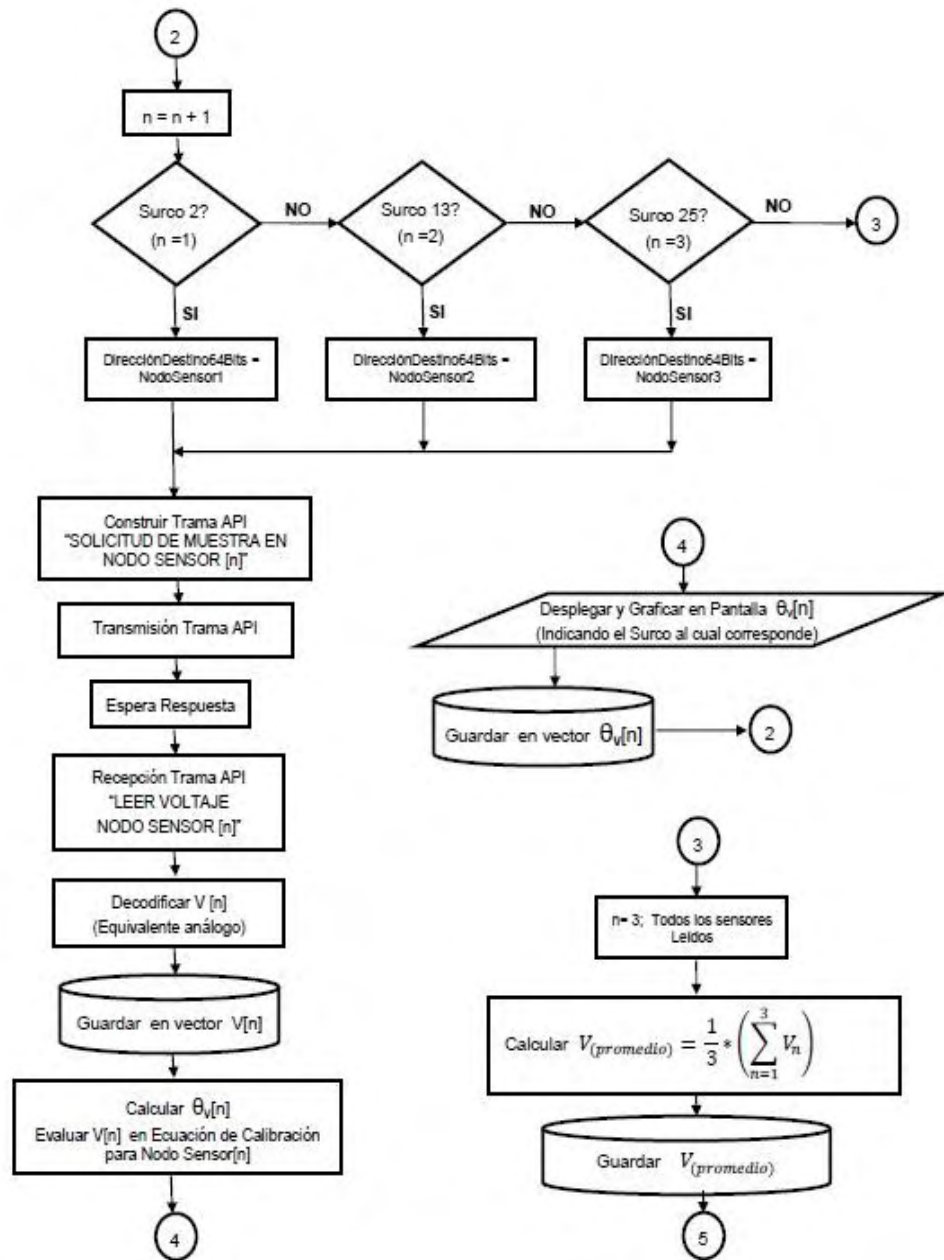 2
n = n + 1
Surco 2?
(n =1)
NO
Surco 13?
(n =2)
NO
Surco 25?
(n =3)
NO
3
SI
SI
SI
DirecciónDestino64Bits =
NodoSensor1
DirecciónDestino64Bits =
NodoSensor2
DirecciónDestino64Bits =
NodoSensor3
Construir Trama API
"SOLICITUD DE MUESTRA EN
NODO SENSOR [n]"
Transmisión Trama API
Espera Respuesta
Recepción Trama API
"LEER VOLTAJE
NODO SENSOR [n]"
Decodificar V [n]
(Equivalente análogo)
Guardar en vector V[n]
Calcular θv[n]
Evaluar V[n] en Ecuación de Calibración
para Nodo Sensor[n]
4
4
Desplegar y Graficar en Pantalla θv[n]
(Indicando el Surco al cual corresponde)
Guardar en vector θv[n]
2
3
n= 3; Todos los sensores
Leidos
Calcular V(promedio) = 1/3 * (∑n=1^3 Vn)
Guardar V(promedio)
5